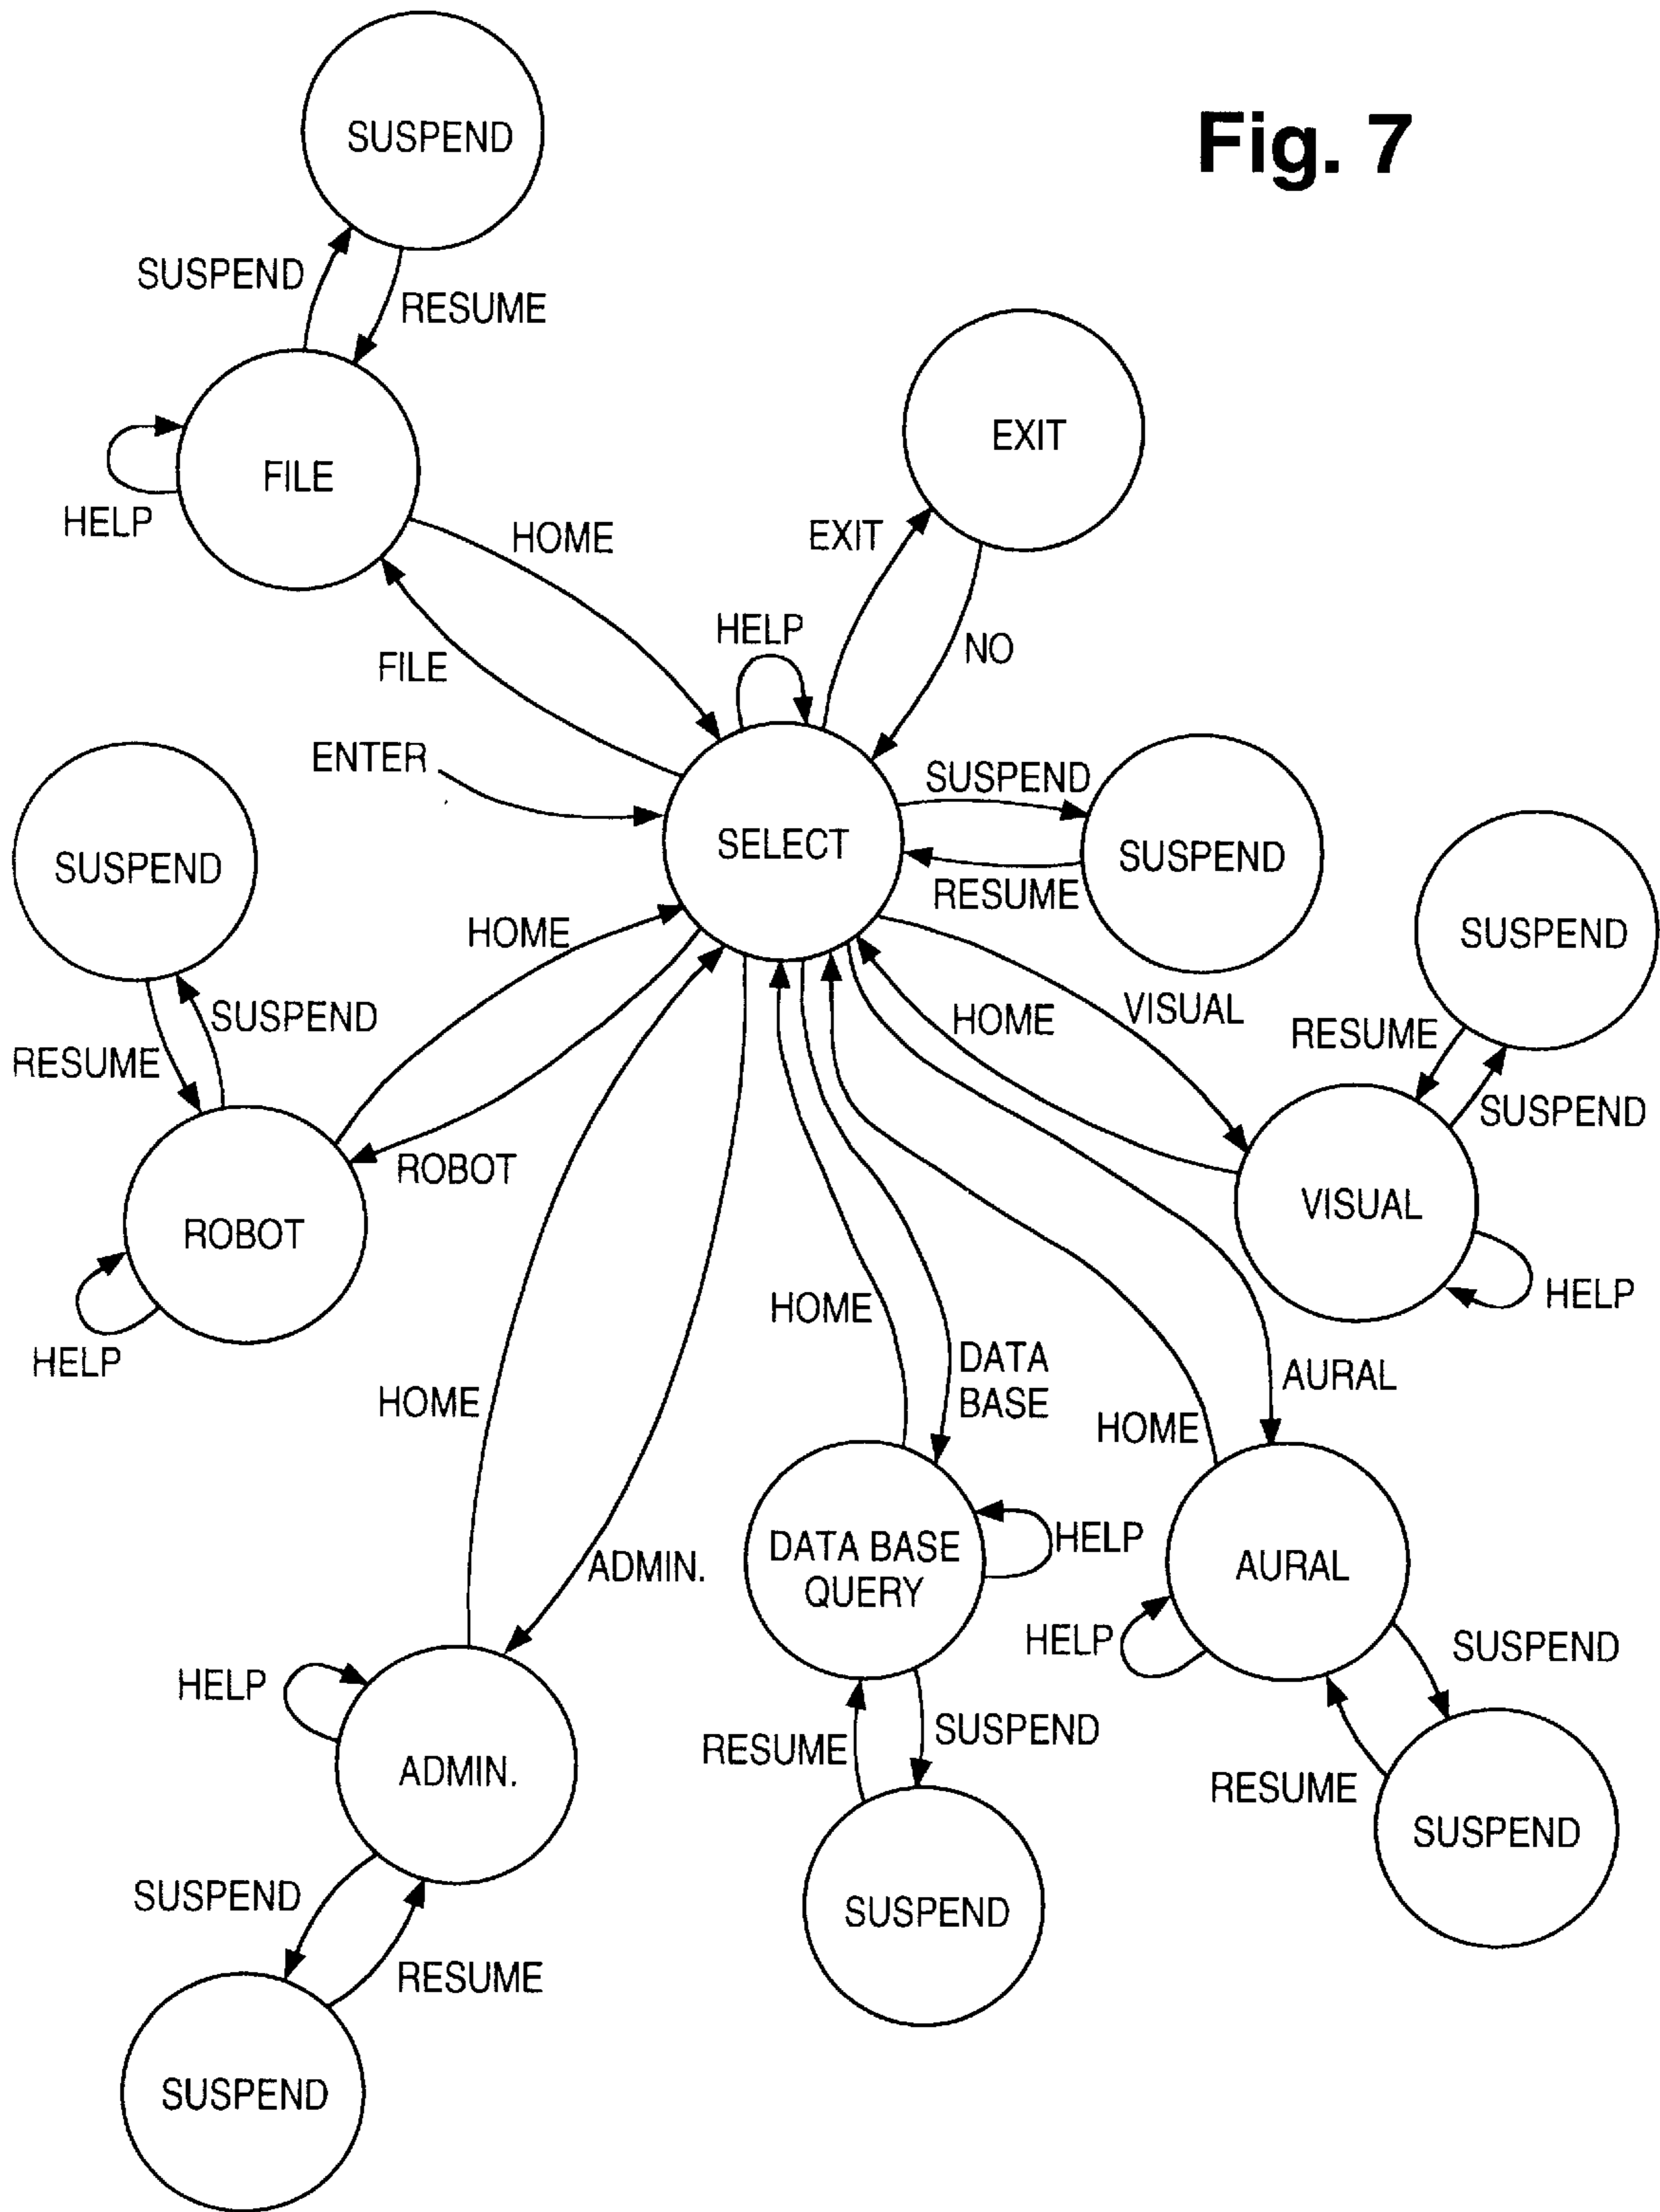 Fig. 7
SUSPEND
SUSPEND
RESUME
FILE
HELP
HOME
FILE
EXIT
EXIT
NO
HELP
ENTER
SELECT
SUSPEND
RESUME
SUSPEND
SUSPEND
HOME
SUSPEND
RESUME
ROBOT
ROBOT
HELP
HOME
VISUAL
SUSPEND
RESUME
SUSPEND
VISUAL
HELP
HOME
ADMIN.
HOME
DATA
BASE
HOME
AURAL
DATA BASE
QUERY
HELP
AURAL
HELP
SUSPEND
RESUME
SUSPEND
HELP
ADMIN.
RESUME
SUSPEND
SUSPEND
SUSPEND
RESUME
SUSPEND